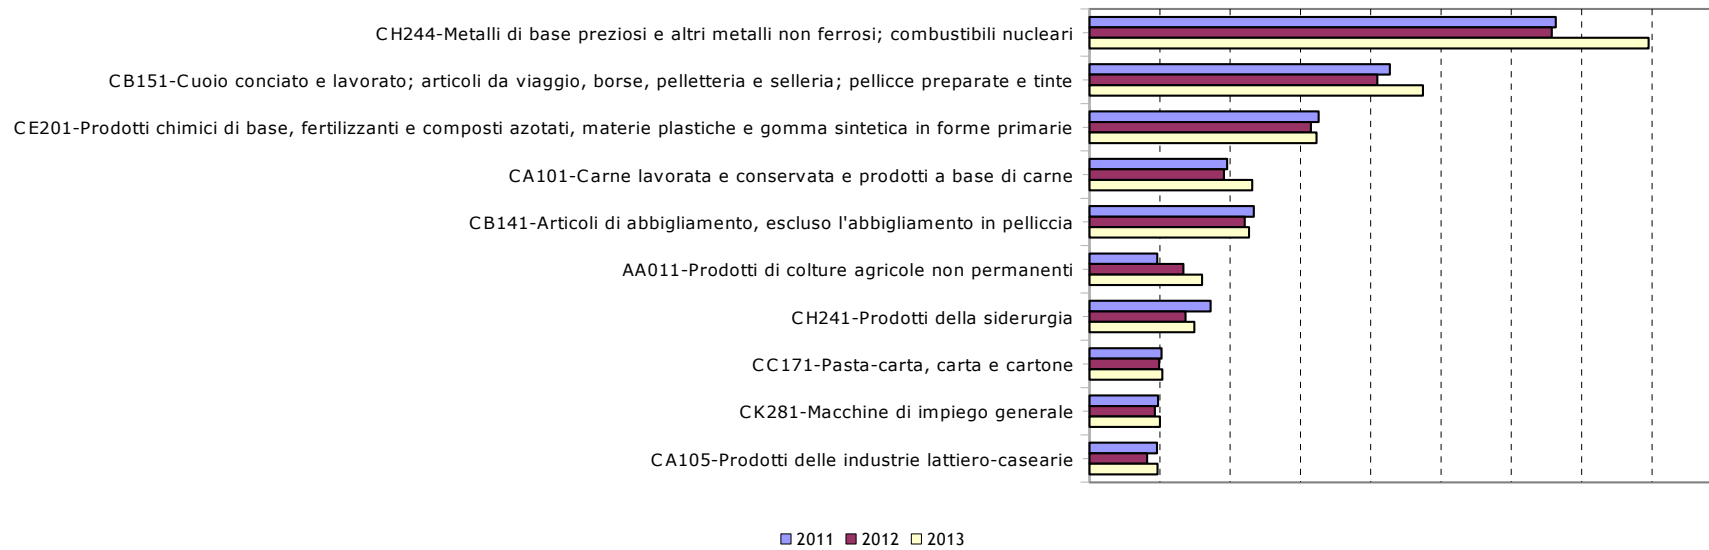 CH244-Metalli di base preziosi e altri metalli non ferrosi; combustibili nucleari
CB151-Cuoio conciato e lavorato; articoli da viaggio, borse, pelletteria e selleria; pellicce preparate e tinte
CE201-Prodotti chimici di base, fertilizzanti e composti azotati, materie plastiche e gomma sintetica in forme primarie
CA101-Carne lavorata e conservata e prodotti a base di carne
CB141-Articoli di abbigliamento, escluso l'abbigliamento in pelliccia
AA011-Prodotti di colture agricole non permanenti
CH241-Prodotti della siderurgia
CC171-Pasta-carta, carta e cartone
CK281-Macchine di impiego generale
CA105-Prodotti delle industrie lattiero-casearie
2011 2012 2013